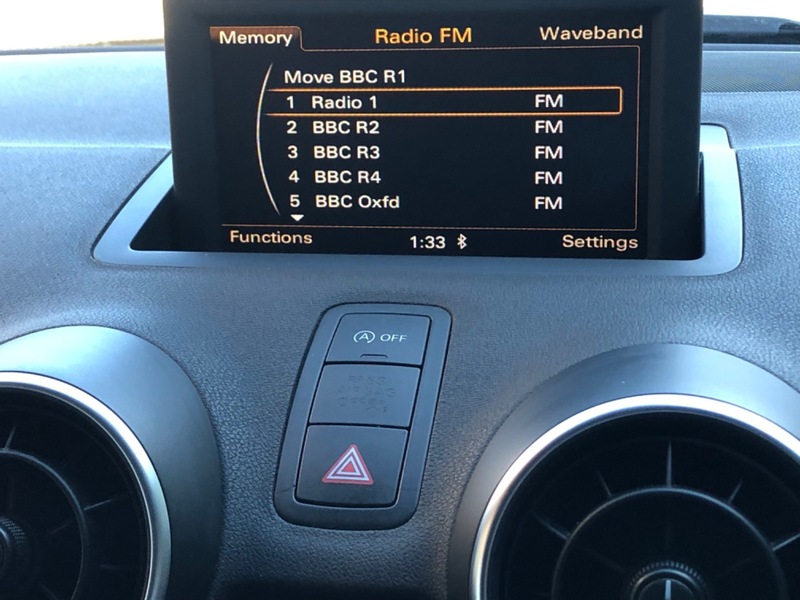 Memory Radio FM Waveband
Move BBC R1
1 Radio 1 FM
2 BBC R2 FM
3 BBC R3 FM
4 BBC R4 FM
5 BBC Oxfd FM
Functions 1:33 Settings
A OFF